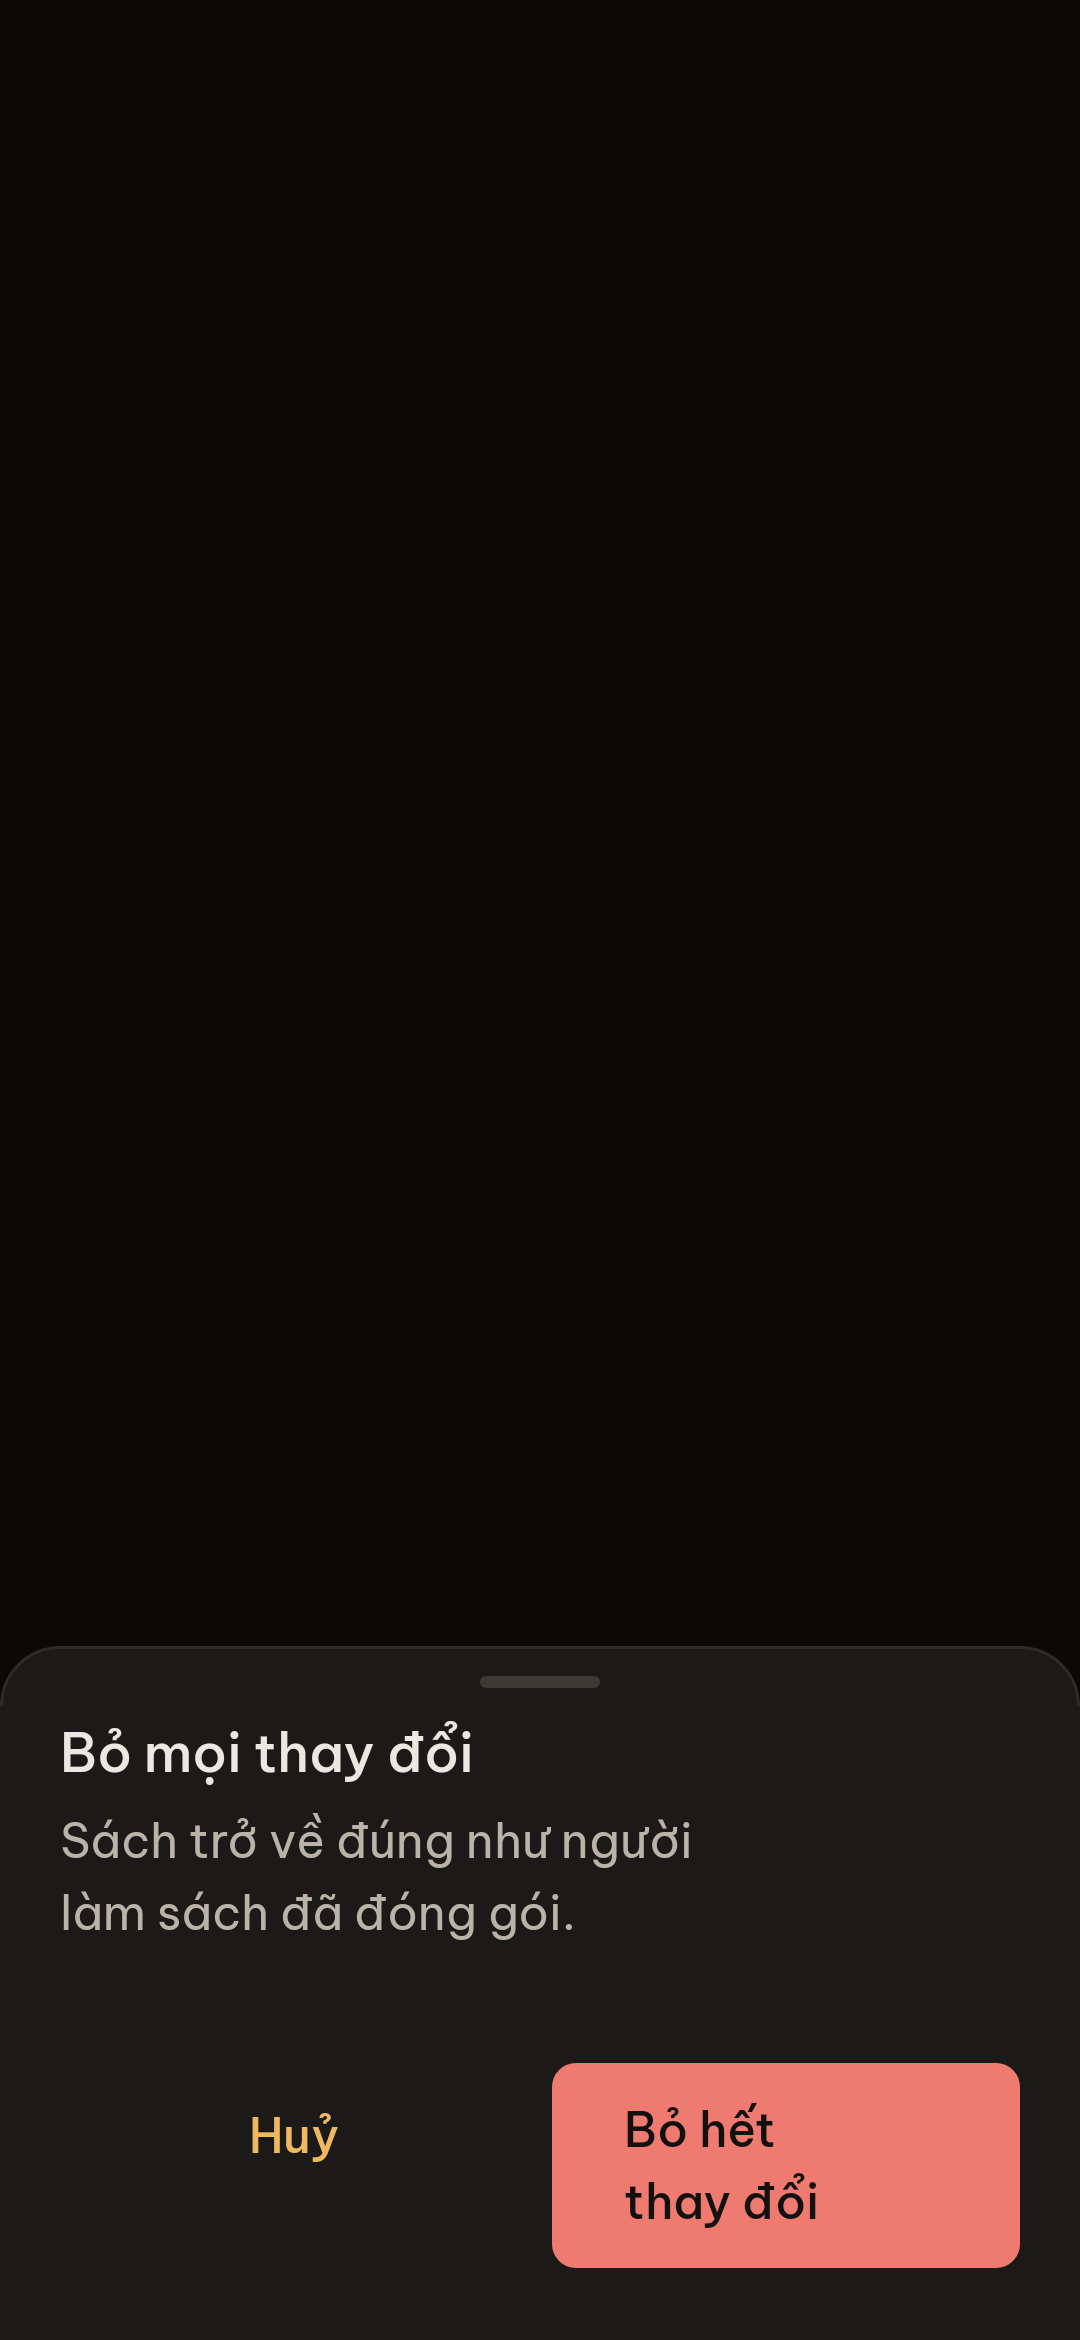 Bỏ mọi thay đổi
Sách trở về đúng như người
làm sách đã đóng gói.
Huỷ
Bỏ hết
thay đổi